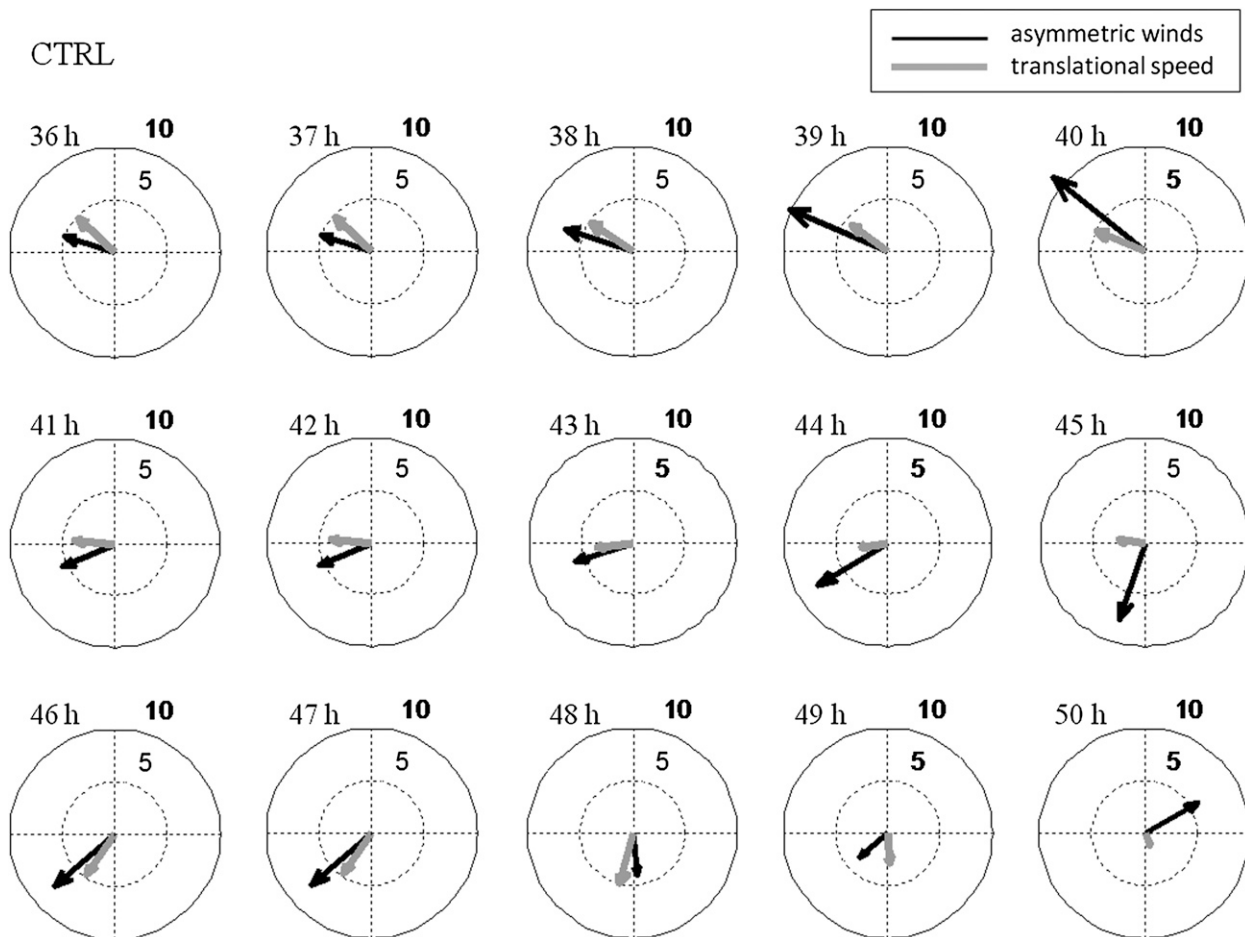 CTRL
asymmetric winds
translational speed
36 h 10 37 h 10 38 h 10 39 h 10 40 h 10
5 5 5 5 5
41 h 10 42 h 10 43 h 10 44 h 10 45 h 10
5 5 5 5 5
46 h 10 47 h 10 48 h 10 49 h 10 50 h 10
5 5 5 5 5